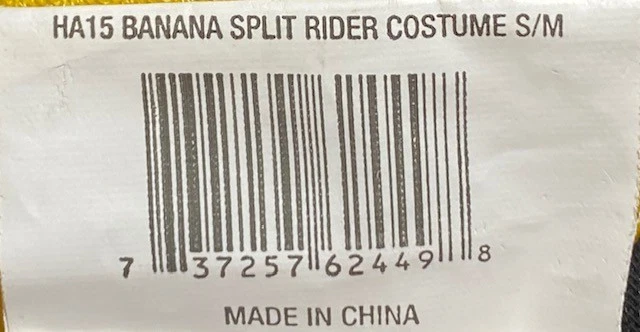 HA15 BANANA SPLIT RIDER COSTUME S/M
7 37257 62449 8
MADE IN CHINA